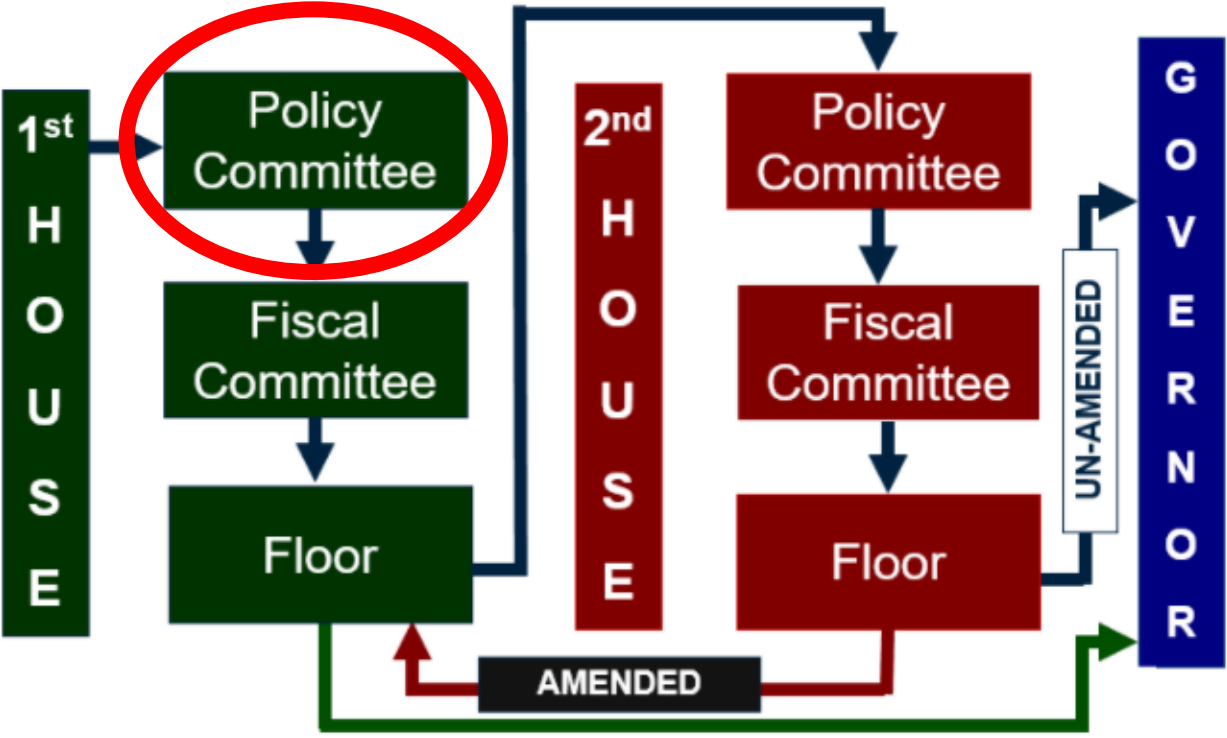 1st HOUSE
Policy
Committee
Fiscal
Committee
Floor
2nd HOUSE
Policy
Committee
Fiscal
Committee
Floor
AMENDED
UN-AMENDED
GOVERNOR